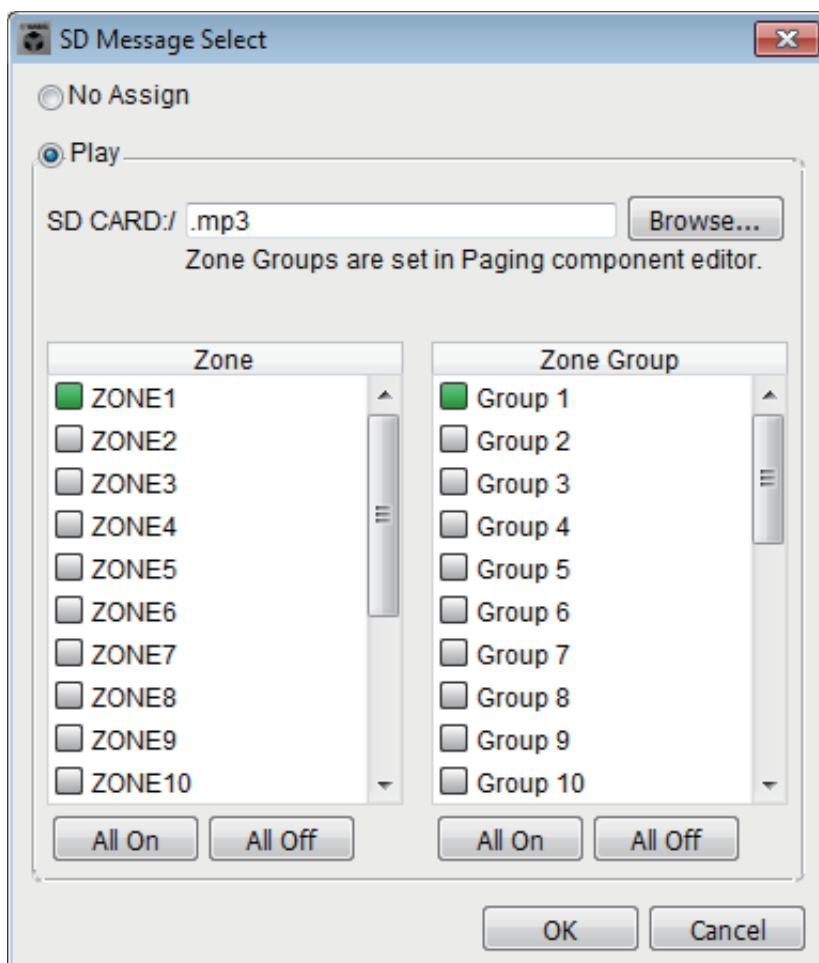 SD Message Select
No Assign
Play
SD CARD:/ .mp3 Browse...
Zone Groups are set in Paging component editor.
Zone Zone Group
ZONE1 Group 1
ZONE2 Group 2
ZONE3 Group 3
ZONE4 Group 4
ZONE5 Group 5
ZONE6 Group 6
ZONE7 Group 7
ZONE8 Group 8
ZONE9 Group 9
ZONE10 Group 10
All On All Off All On All Off
OK Cancel